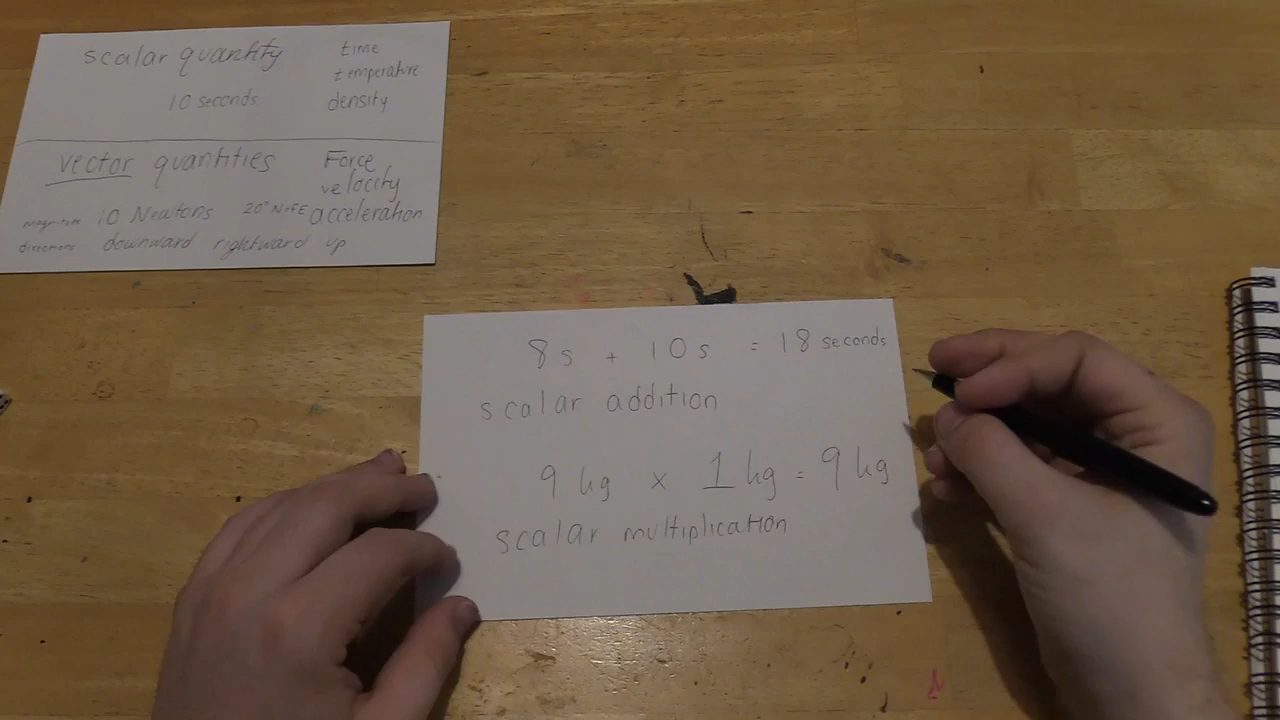 scalar quantity
time
temperature
10 seconds
density
vector quantities
Force
velocity
magnitude 10 Newtons 20° N of E acceleration
directions downward rightward up
8s + 10s = 18 seconds
scalar addition
9 kg x 1 kg = 9 kg
scalar multiplication